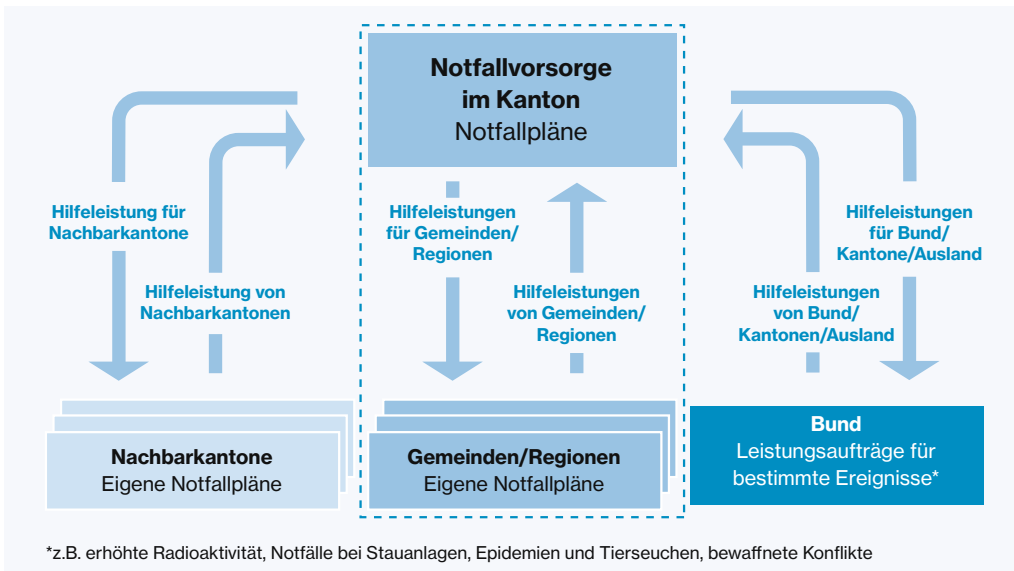 Notfallvorsorge
im Kanton
Notfallpläne
Hilfeleistung für
Nachbarkantone
Hilfeleistung von
Nachbarkantonen
Hilfeleistungen
für Gemeinden/
Regionen
Hilfeleistungen
von Gemeinden/
Regionen
Hilfeleistungen
für Bund/
Kantone/Ausland
Hilfeleistungen
von Bund/
Kantonen/Ausland
Nachbarkantone
Eigene Notfallpläne
Gemeinden/Regionen
Eigene Notfallpläne
Bund
Leistungsaufträge für
bestimmte Ereignisse*
*z.B. erhöhte Radioaktivität, Notfälle bei Stauanlagen, Epidemien und Tierseuchen, bewaffnete Konflikte